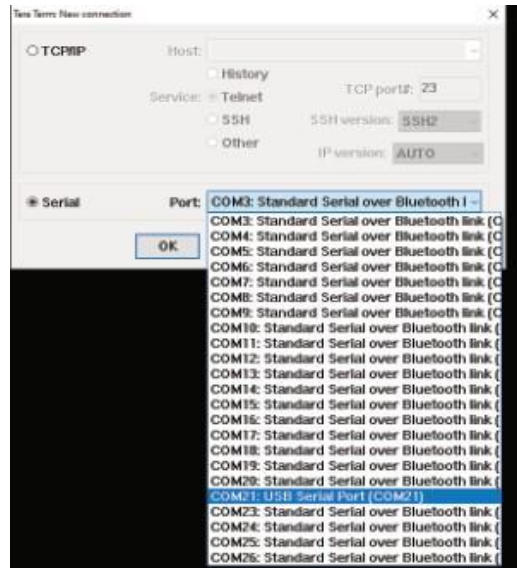 Tera Term: New connection
TCP/IP Host:
History
Service: Telnet TCP port#: 23
SSH SSH version: SSH2
Other IP version: AUTO
Serial Port: COM3: Standard Serial over Bluetooth l
OK
COM3: Standard Serial over Bluetooth link (C
COM4: Standard Serial over Bluetooth link (C
COM5: Standard Serial over Bluetooth link (C
COM6: Standard Serial over Bluetooth link (C
COM7: Standard Serial over Bluetooth link (C
COM8: Standard Serial over Bluetooth link (C
COM9: Standard Serial over Bluetooth link (C
COM10: Standard Serial over Bluetooth link (
COM11: Standard Serial over Bluetooth link (
COM12: Standard Serial over Bluetooth link (
COM13: Standard Serial over Bluetooth link (
COM14: Standard Serial over Bluetooth link (
COM15: Standard Serial over Bluetooth link (
COM16: Standard Serial over Bluetooth link (
COM17: Standard Serial over Bluetooth link (
COM18: Standard Serial over Bluetooth link (
COM19: Standard Serial over Bluetooth link (
COM20: Standard Serial over Bluetooth link (
COM21: USB Serial Port (COM21)
COM23: Standard Serial over Bluetooth link (
COM24: Standard Serial over Bluetooth link (
COM25: Standard Serial over Bluetooth link (
COM26: Standard Serial over Bluetooth link (